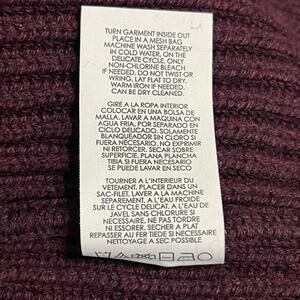 TURN GARMENT INSIDE OUT
PLACE IN A MESH BAG
MACHINE WASH SEPARATELY
IN COLD WATER, ON THE
DELICATE CYCLE, ONLY
NON-CHLORINE BLEACH
IF NEEDED. DO NOT TWIST OR
WRING. LAY FLAT TO DRY.
WARM IRON IF NEEDED.
CAN BE DRY CLEANED.
GIRE A LA ROPA INTERIOR
COLOCAR EN UNA BOLSA DE
MALLA, LAVAR A MAQUINA CON
AGUA FRIA, POR SEPARADO EN
CICLO DELICADO. SOLAMENTE
BLANQUEADOR SIN CLORO SI
FUERA NECESARIO. NO EXPRIMIR
NI RETORCER. SECAR SOBRE
SUPERFICIE. PLANA PLANCHA
TIBIA SI FUERA NECESARIO
SE PUEDE LAVAR EN SECO
TOURNER A L'INTERIEUR DU
VETEMENT, PLACER DANS UN
SAC-FILET, LAVER A LA MACHINE
SEPAREMENT. A L'EAU FROIDE
SUR LE CYCLE DELICAT. A L'EAU DE
JAVEL SANS CHLORURE SI
NECESSAIRE. NE PAS TORDRE
NI ESSORER. SECHER A PLAT
REPASSER AU FER TIEDE SI NECESSAIRE
NETTOYAGE A SEC POSSIBLE